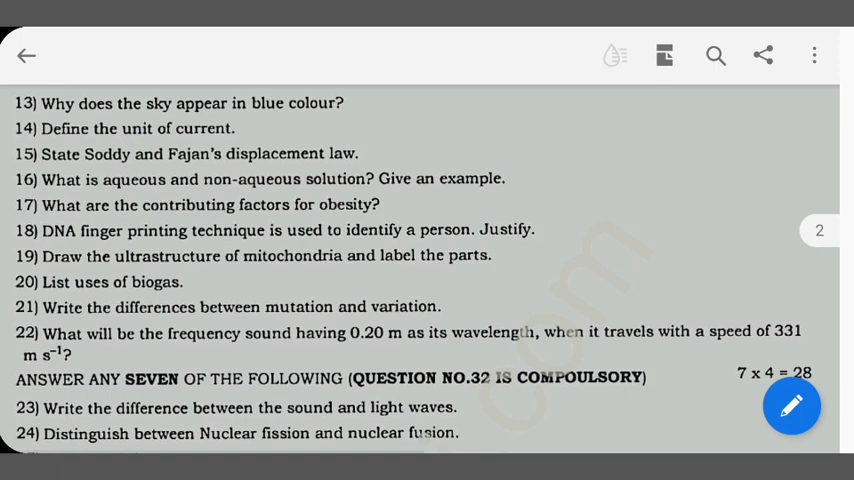 13) Why does the sky appear in blue colour?
14) Define the unit of current.
15) State Soddy and Fajan's displacement law.
16) What is aqueous and non-aqueous solution? Give an example.
17) What are the contributing factors for obesity?
18) DNA finger printing technique is used to identify a person. Justify.
2
19) Draw the ultrastructure of mitochondria and label the parts.
20) List uses of biogas.
21) Write the differences between mutation and variation.
22) What will be the frequency sound having 0.20 m as its wavelength, when it travels with a speed of 331
m s⁻¹?
ANSWER ANY SEVEN OF THE FOLLOWING (QUESTION NO.32 IS COMPOULSORY) 7 x 4 = 28
23) Write the difference between the sound and light waves.
24) Distinguish between Nuclear fission and nuclear fusion.